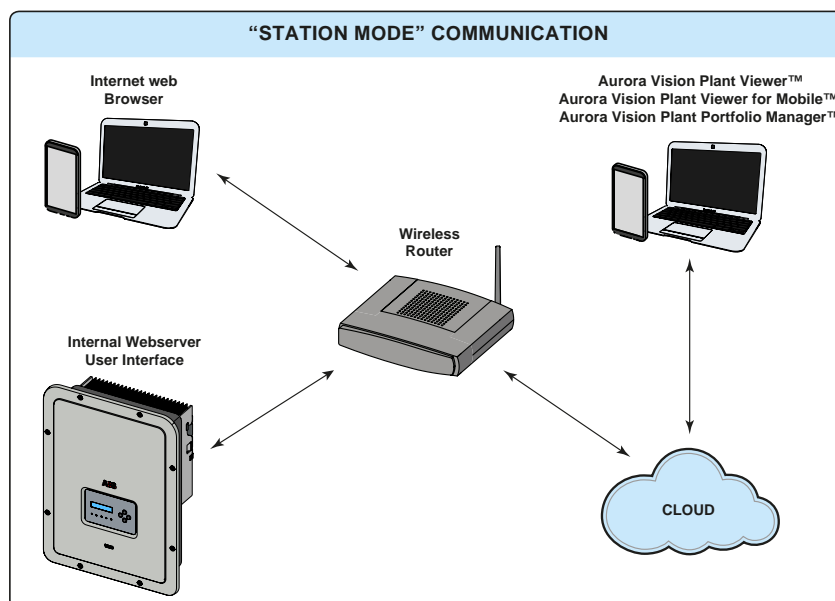 “STATION MODE” COMMUNICATION
Internet web
Browser
Aurora Vision Plant Viewer™
Aurora Vision Plant Viewer for Mobile™
Aurora Vision Plant Portfolio Manager™
Wireless
Router
Internal Webserver
User Interface
ABB
CLOUD